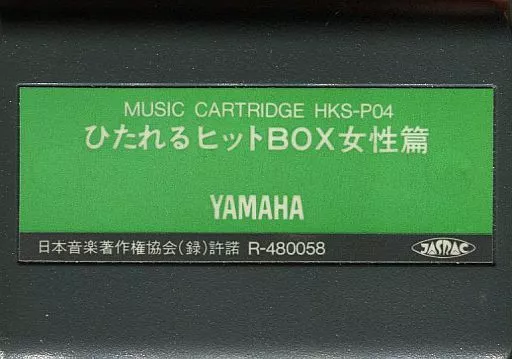 MUSIC CARTRIDGE HKS-P04
ひたれるヒットBOX女性篇
YAMAHA
日本音楽著作権協会(録)許諾 R-480058
JASRAC